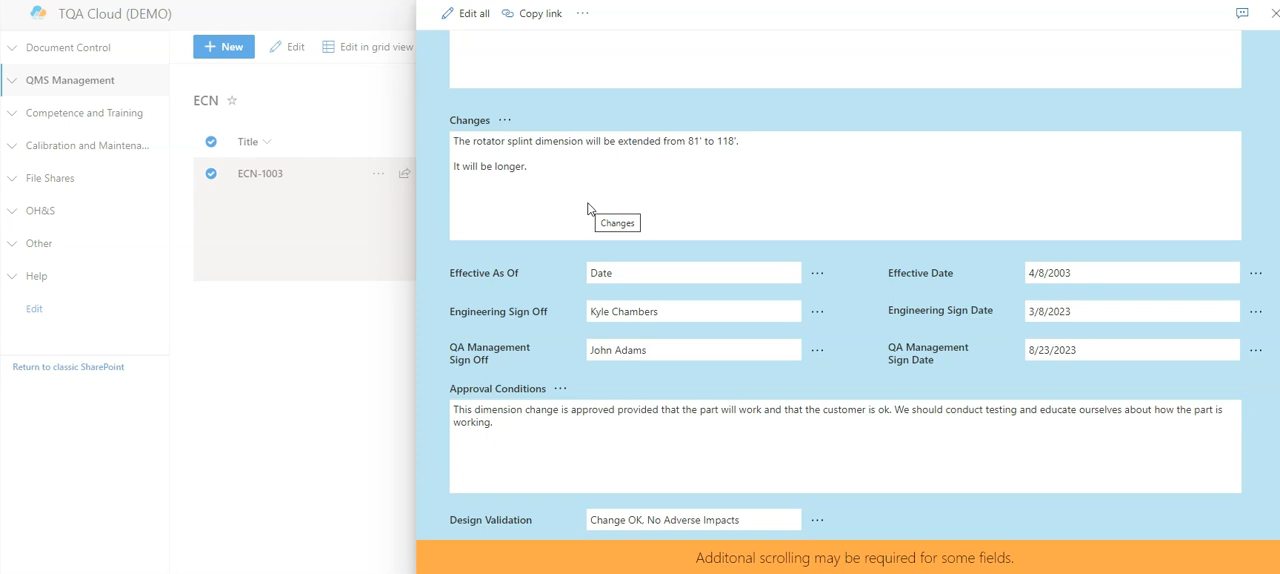 TQA Cloud (DEMO)
Edit all
Copy link
...
Document Control
QMS Management
Competence and Training
Calibration and Maintena...
File Shares
OH&S
Other
Help
Edit
Return to classic SharePoint
+ New
Edit
Edit in grid view
ECN
Title
ECN-1003
...
Changes ...
The rotator splint dimension will be extended from 81' to 118'.
It will be longer.
Changes
Effective As Of Date ... Effective Date 4/8/2003 ...
Engineering Sign Off Kyle Chambers ... Engineering Sign Date 3/8/2023 ...
QA Management
Sign Off
John Adams ...
QA Management
Sign Date
8/23/2023 ...
Approval Conditions ...
This dimension change is approved provided that the part will work and that the customer is ok. We should conduct testing and educate ourselves about how the part is
working.
Design Validation Change OK, No Adverse Impacts ...
Additonal scrolling may be required for some fields.